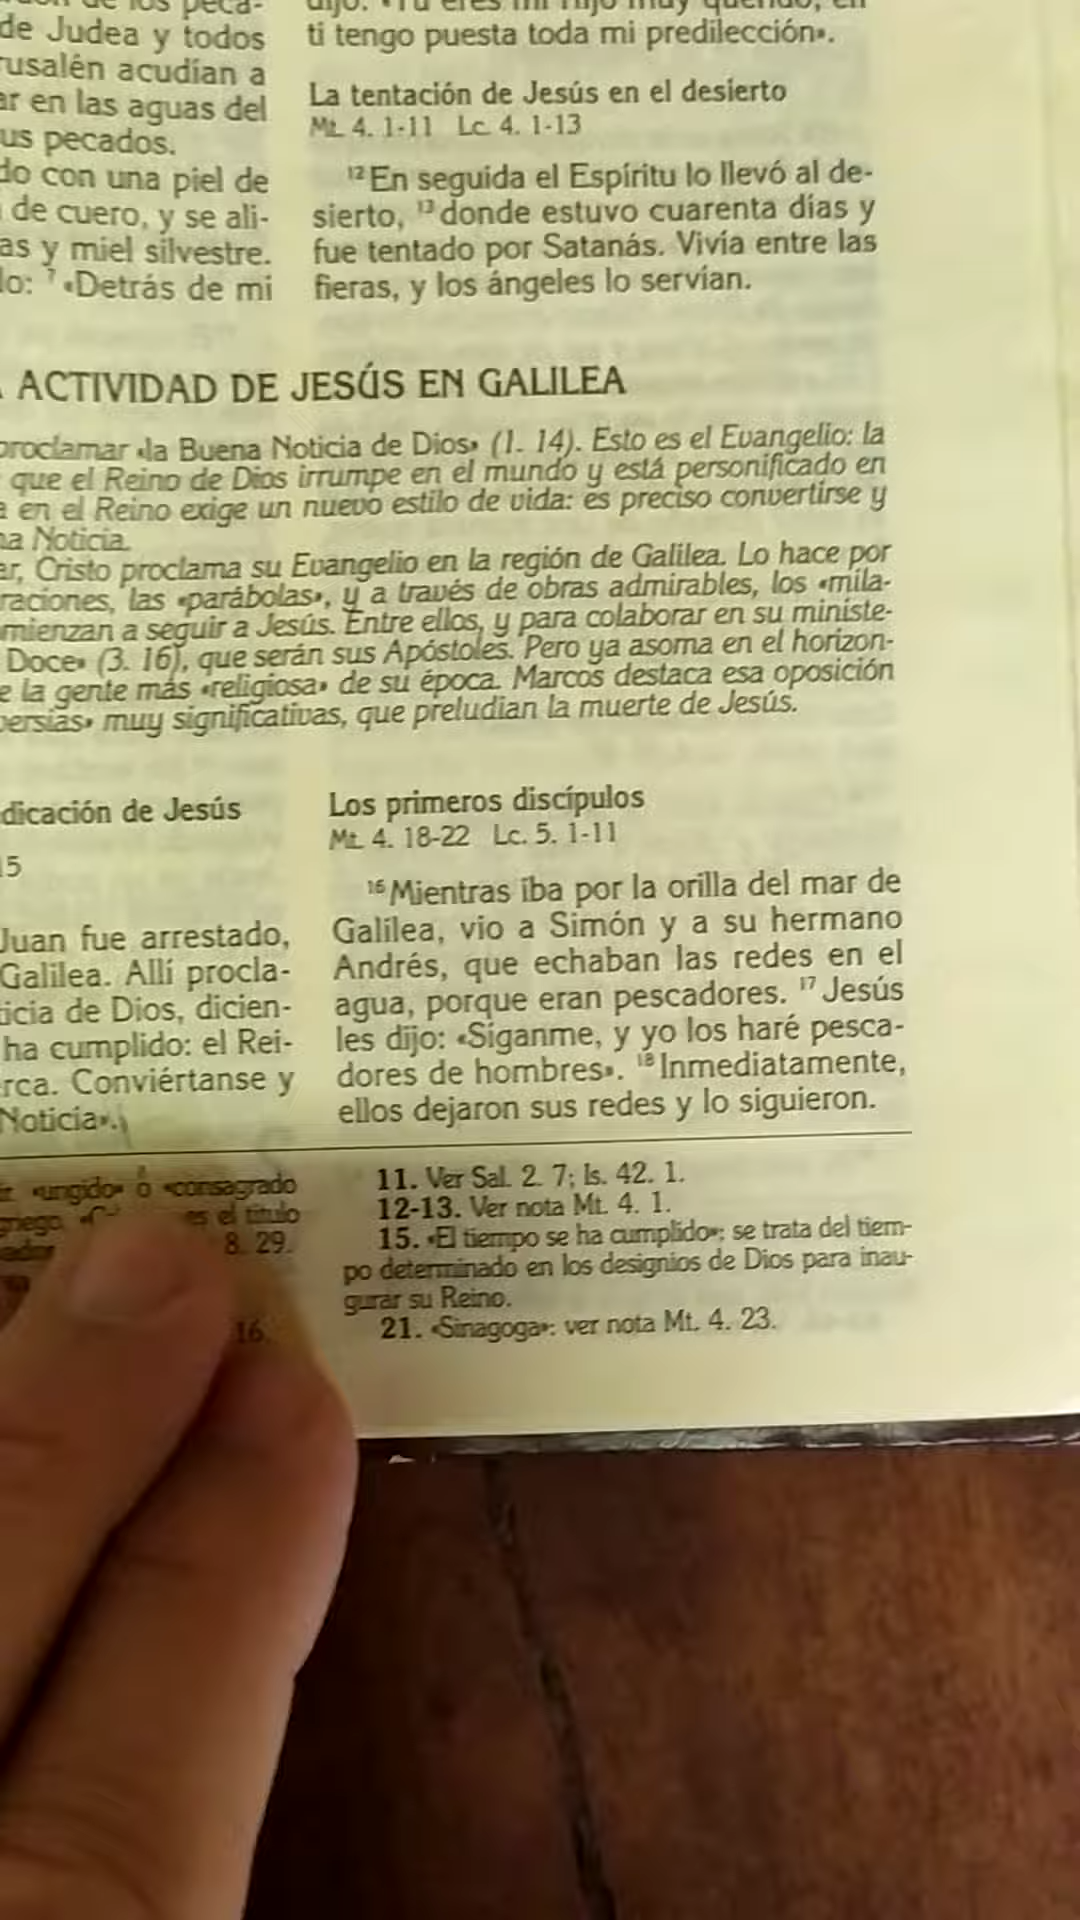 de Judea y todos
acudían a
en las aguas del
pecados.
con una piel de
de cuero, y se ali-
y miel silvestre.
⁷ «Detrás de mi
ti tengo puesta toda mi predilección».
La tentación de Jesús en el desierto
Mt. 4. 1-11 Lc. 4. 1-13
¹² En seguida el Espíritu lo llevó al de-
sierto, ¹³ donde estuvo cuarenta días y
fue tentado por Satanás. Vivía entre las
fieras, y los ángeles lo servían.
ACTIVIDAD DE JESÚS EN GALILEA
proclamar «la Buena Noticia de Dios» (1. 14). Esto es el Evangelio: la
que el Reino de Dios irrumpe en el mundo y está personificado en
en el Reino exige un nuevo estilo de vida: es preciso convertirse y
Noticia.
Cristo proclama su Evangelio en la región de Galilea. Lo hace por
las «parábolas», y a través de obras admirables, los «mila-
a seguir a Jesús. Entre ellos, y para colaborar en su ministe-
Doce» (3. 16), que serán sus Apóstoles. Pero ya asoma en el horizon-
la gente más «religiosa» de su época. Marcos destaca esa oposición
muy significativas, que preludian la muerte de Jesús.
dicación de Jesús
15
Juan fue arrestado,
Galilea. Allí procla-
de Dios, dicien-
ha cumplido: el Rei-
Conviértanse y
Noticia».
Los primeros discípulos
Mt. 4. 18-22 Lc. 5. 1-11
¹⁶ Mientras iba por la orilla del mar de
Galilea, vio a Simón y a su hermano
Andrés, que echaban las redes en el
agua, porque eran pescadores. ¹⁷ Jesús
les dijo: «Síganme, y yo los haré pesca-
dores de hombres». ¹⁸ Inmediatamente,
ellos dejaron sus redes y lo siguieron.
«ungido» o «consagrado
es el título
8. 29.
16.
11. Ver Sal. 2. 7; Is. 42. 1.
12-13. Ver nota Mt. 4. 1.
15. «El tiempo se ha cumplido»: se trata del tiem-
po determinado en los designios de Dios para inau-
gurar su Reino.
21. «Sinagoga»: ver nota Mt. 4. 23.